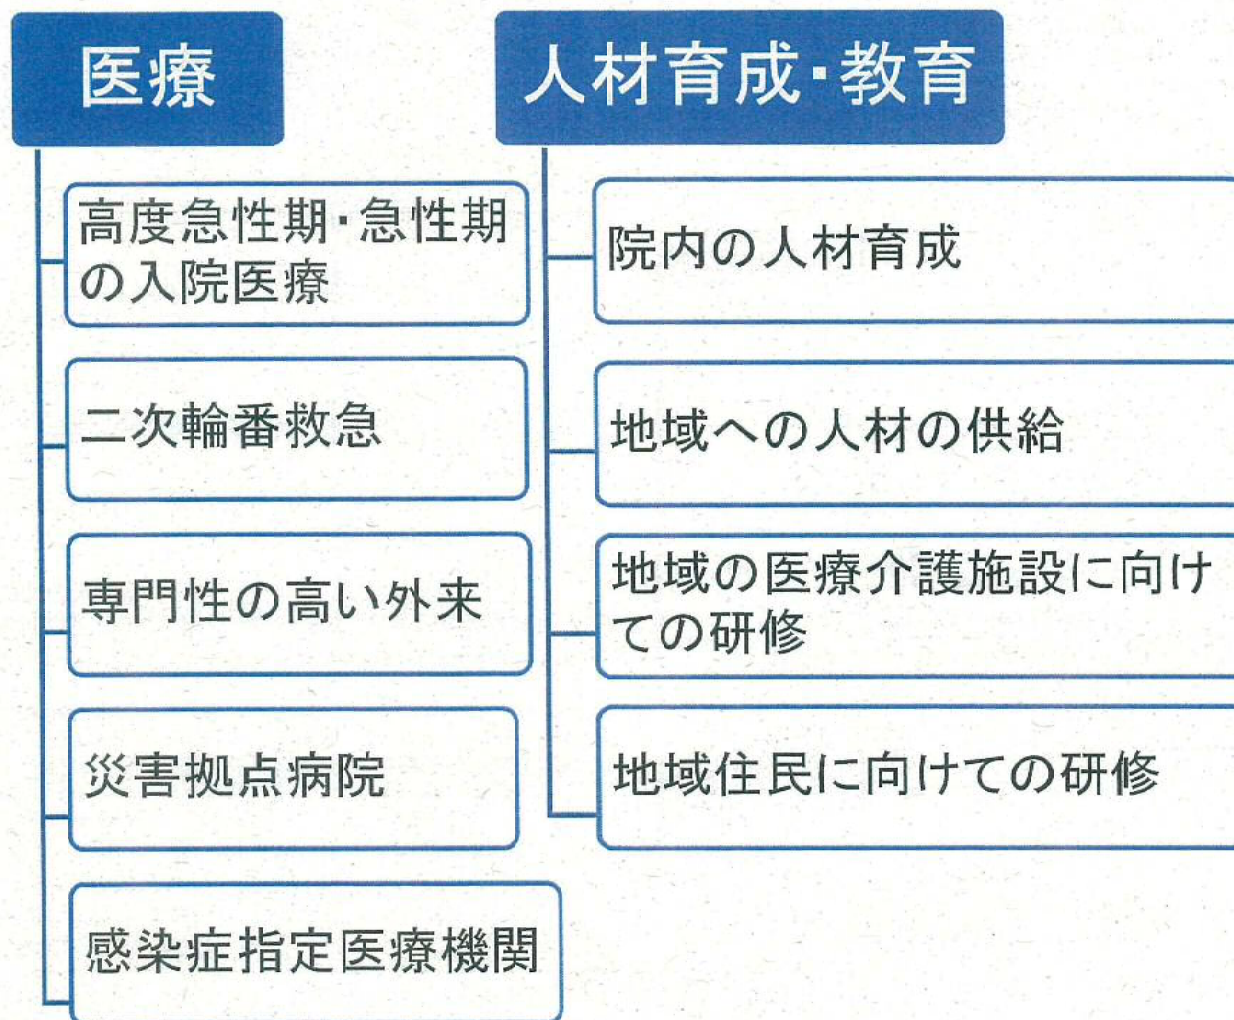 医療
高度急性期・急性期
の入院医療
二次輪番救急
専門性の高い外来
災害拠点病院
感染症指定医療機関
人材育成・教育
院内の人材育成
地域への人材の供給
地域の医療介護施設に向け
ての研修
地域住民に向けての研修